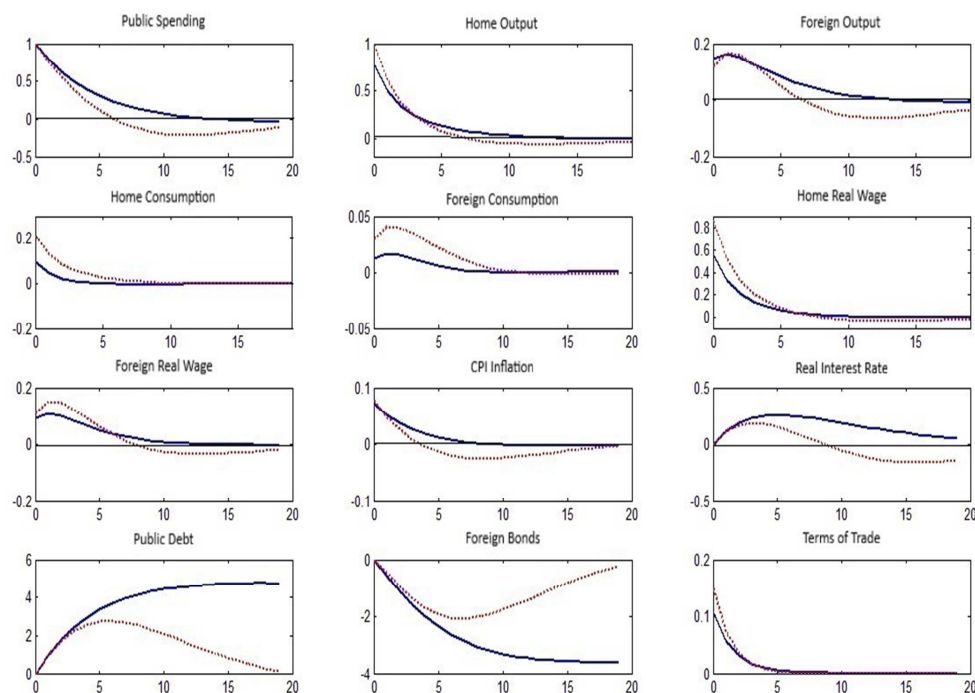 Public Spending
Home Output
Foreign Output
1
0.5
0
-0.5
0 5 10 15 20
1
0.5
0
0 5 10 15
0.2
0
-0.2
0 5 10 15 20
Home Consumption
Foreign Consumption
Home Real Wage
0.2
0
-0.2
0 5 10 15
0.05
0
-0.05
0 5 10 15 20
0.8
0.6
0.4
0.2
0
0 5 10 15
Foreign Real Wage
CPI Inflation
Real Interest Rate
0.2
0
-0.2
0 5 10 15 20
0.1
0
-0.1
0 5 10 15 20
0.5
0
-0.5
0 5 10 15 20
Public Debt
Foreign Bonds
Terms of Trade
6
4
2
0
0 5 10 15 20
0
-2
-4
0 5 10 15 20
0.2
0.1
0
0 5 10 15 20